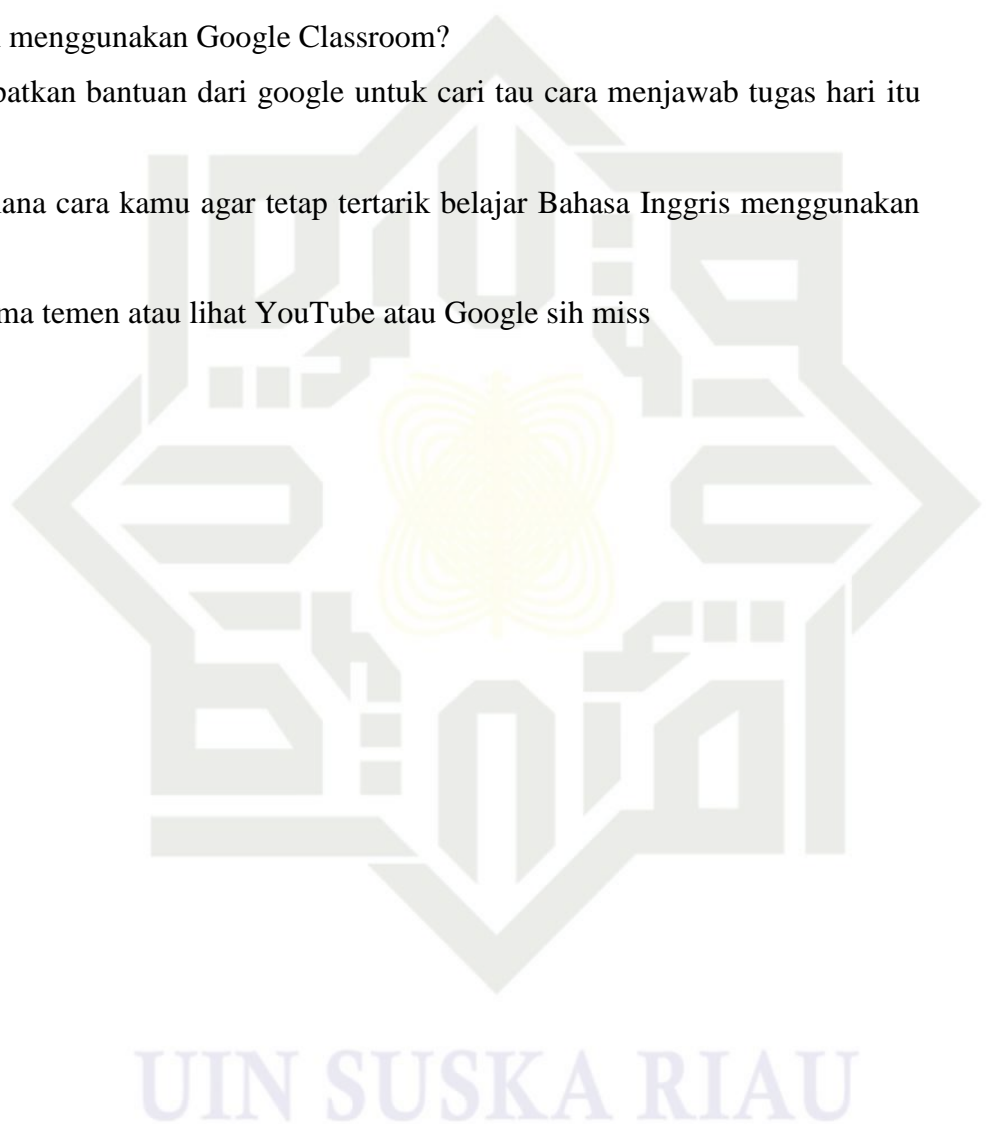 menggunakan Google Classroom?
patkan bantuan dari google untuk cari tau cara menjawab tugas hari itu
ana cara kamu agar tetap tertarik belajar Bahasa Inggris menggunakan
ma temen atau lihat YouTube atau Google sih miss
UIN SUSKA RIAU